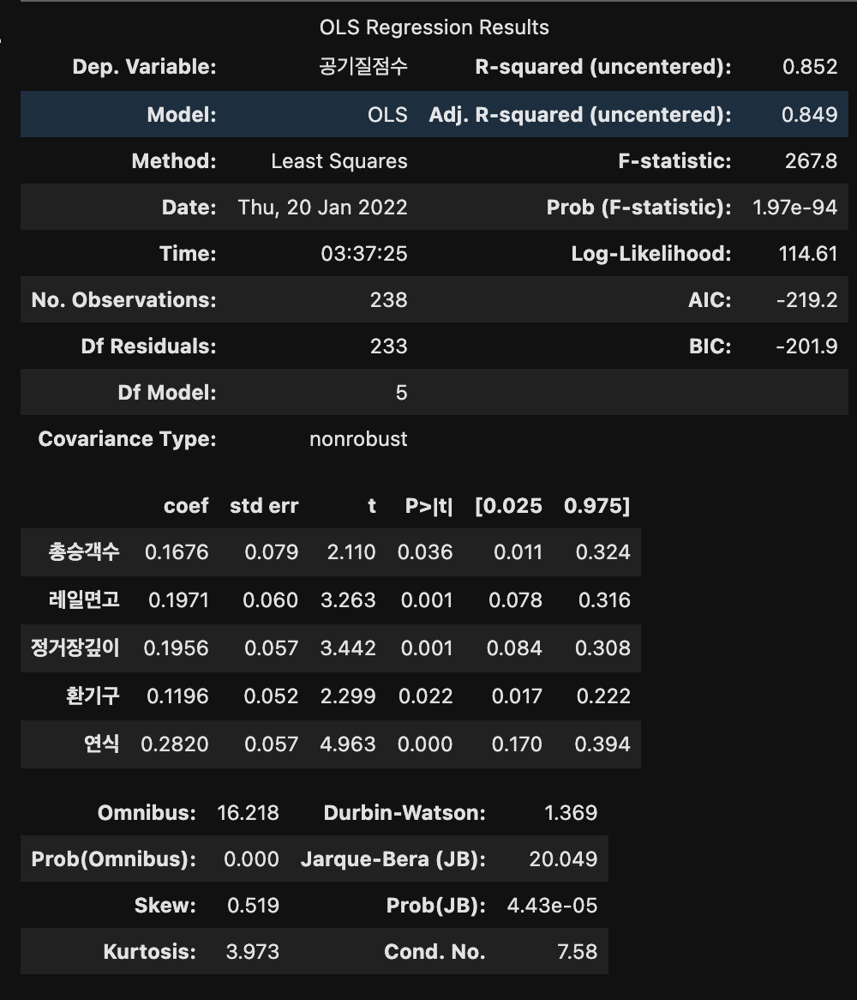 OLS Regression Results
Dep. Variable: 공기질점수 R-squared (uncentered): 0.852
Model: OLS Adj. R-squared (uncentered): 0.849
Method: Least Squares F-statistic: 267.8
Date: Thu, 20 Jan 2022 Prob (F-statistic): 1.97e-94
Time: 03:37:25 Log-Likelihood: 114.61
No. Observations: 238 AIC: -219.2
Df Residuals: 233 BIC: -201.9
Df Model: 5
Covariance Type: nonrobust
coef std err t P>|t| [0.025 0.975]
총승객수 0.1676 0.079 2.110 0.036 0.011 0.324
레일면고 0.1971 0.060 3.263 0.001 0.078 0.316
정거장깊이 0.1956 0.057 3.442 0.001 0.084 0.308
환기구 0.1196 0.052 2.299 0.022 0.017 0.222
연식 0.2820 0.057 4.963 0.000 0.170 0.394
Omnibus: 16.218 Durbin-Watson: 1.369
Prob(Omnibus): 0.000 Jarque-Bera (JB): 20.049
Skew: 0.519 Prob(JB): 4.43e-05
Kurtosis: 3.973 Cond. No. 7.58